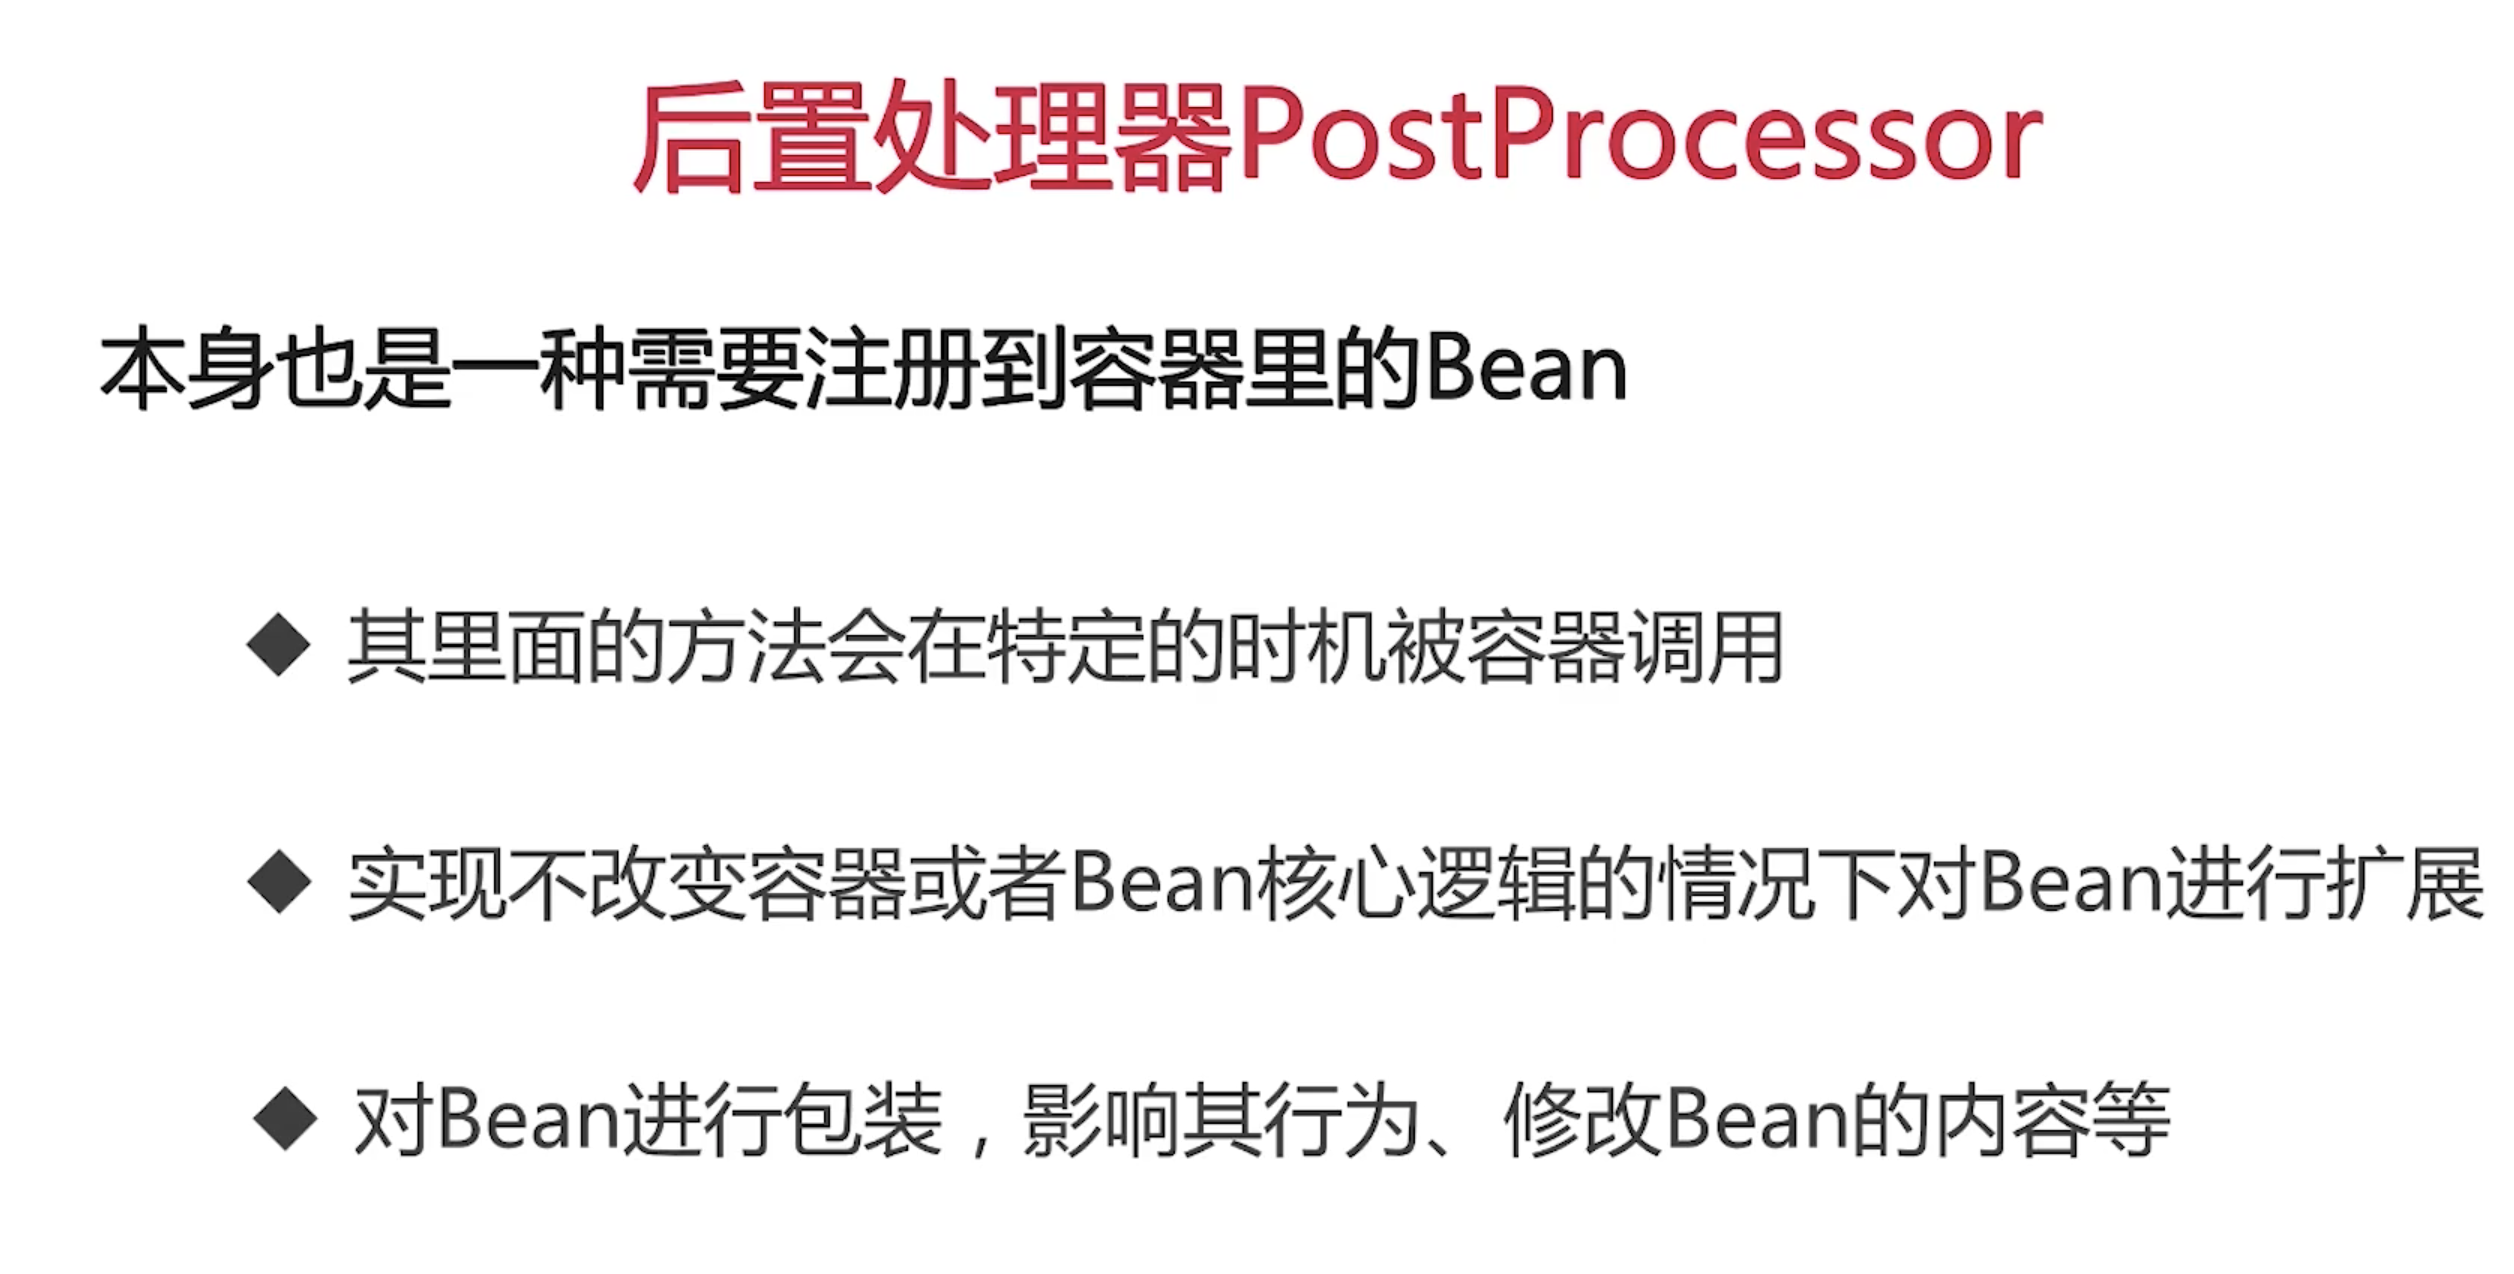 后置处理器PostProcessor
本身也是一种需要注册到容器里的Bean
◆ 其里面的方法会在特定的时机被容器调用
◆ 实现不改变容器或者Bean核心逻辑的情况下对Bean进行扩展
◆ 对Bean进行包装，影响其行为、修改Bean的内容等